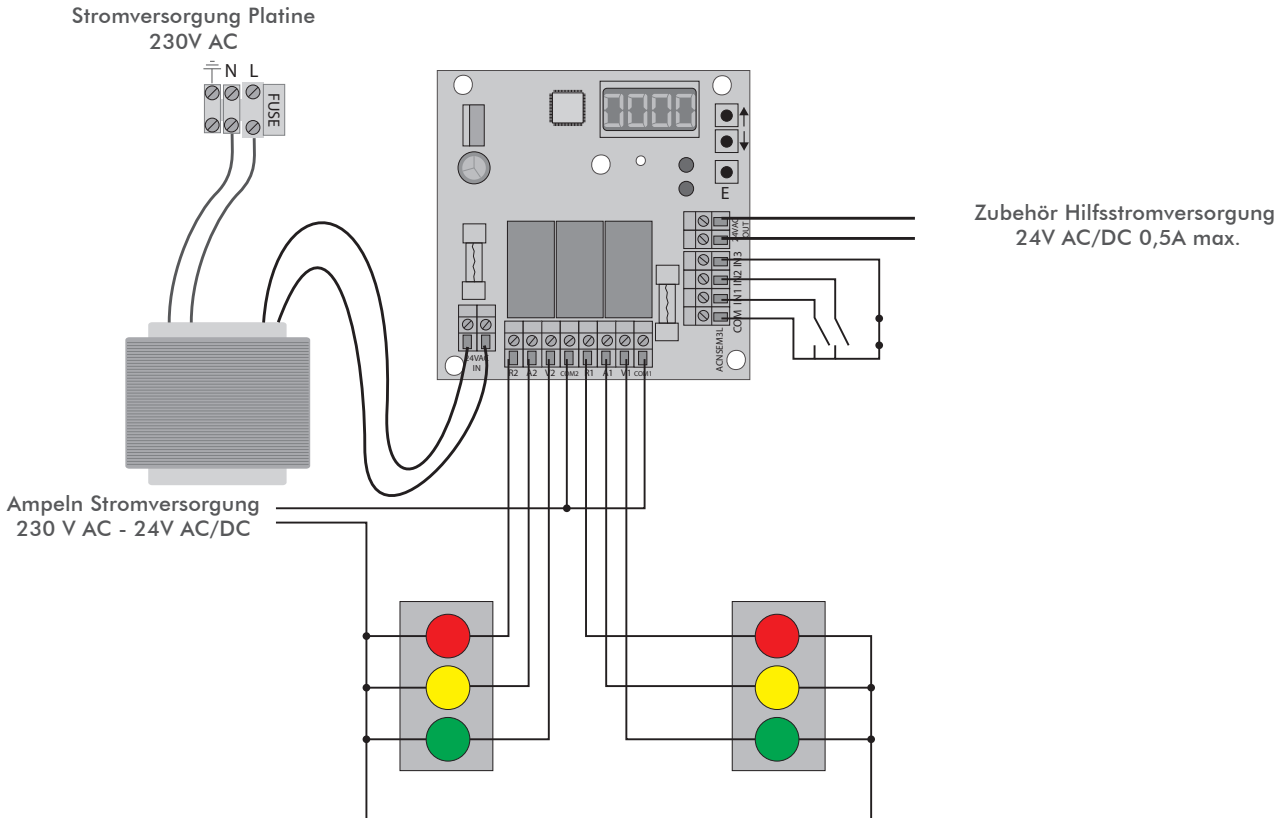 Stromversorgung Platine
230V AC
N L
FUSE
E
24VAC
OUT
COM IN1 IN2 IN3
ACNSEM3L
24VAC
IN
R2 A2 V2 COM2 R1 A1 V1 COM1
Zubehör Hilfsstromversorgung
24V AC/DC 0,5A max.
Ampeln Stromversorgung
230 V AC - 24V AC/DC